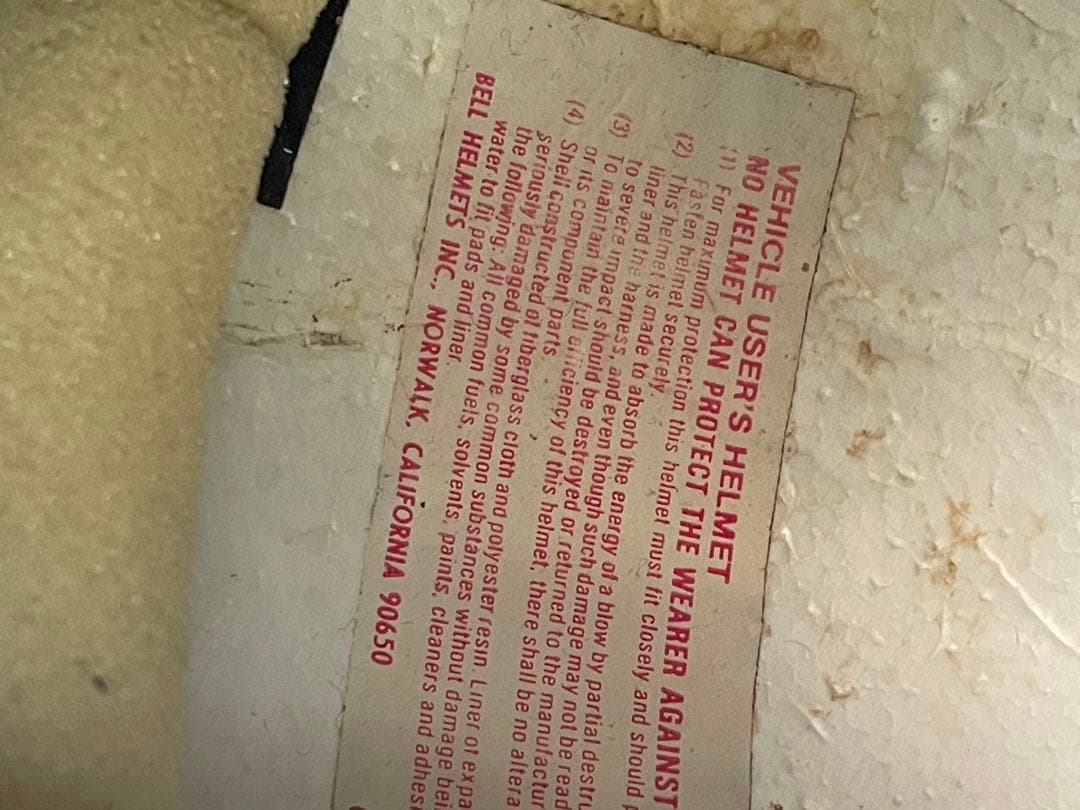 VEHICLE USER'S HELMET
NO HELMET CAN PROTECT THE WEARER AGAINST
(1) For maximum protection this helmet must fit closely and should
Fasten helmet securely.
(2) This helmet is made to absorb the energy of a blow by partial destru
liner and the harness, and even though such damage may not be read
to severe impact should be destroyed or returned to the manufactur
(3) To maintain the full efficiency of this helmet, there shall be no altera
or its component parts
(4) Shell constructed of fiberglass cloth and polyester resin. Liner of expa
seriously damaged by some common substances without damage bei
the following: All common fuels, solvents, paints, cleaners and adhes
water to fit pads and liner.
BELL HELMETS INC., NORWALK, CALIFORNIA 90650